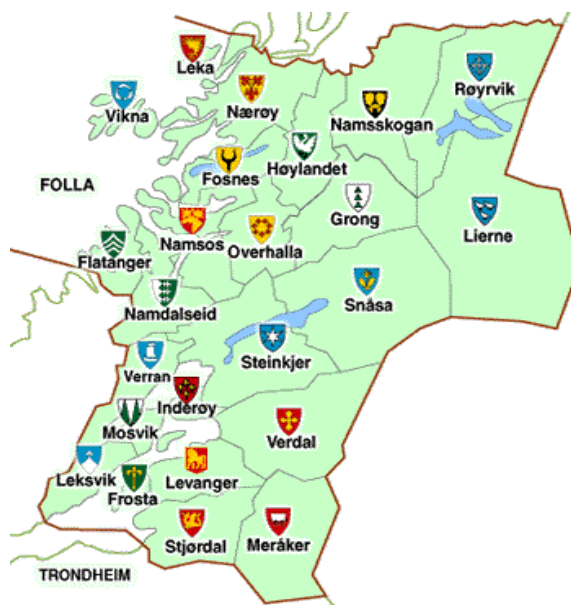 Leka
Røyrvik
Vikna
Nærøy
Namsskogan
Høylandet
Fosnes
FOLLA
Grong
Lierne
Namsos
Overhalla
Flatanger
Snåsa
Namdalseid
Steinkjer
Verran
Inderøy
Mosvik
Verdal
Leksvik
Levanger
Frosta
Stjørdal
Meråker
TRONDHEIM